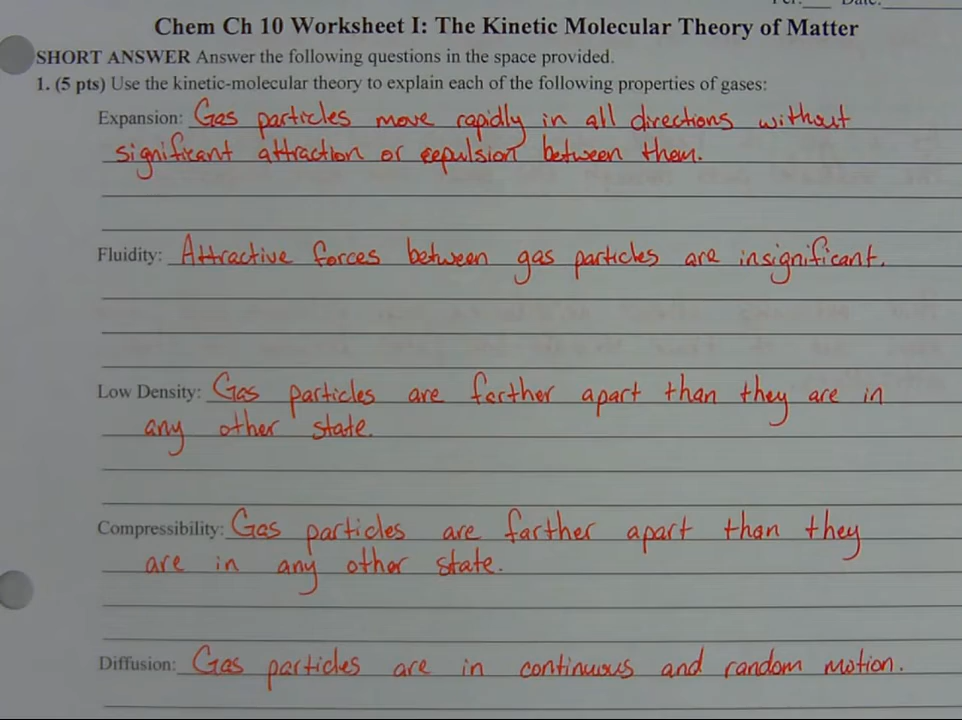 Chem Ch 10 Worksheet I: The Kinetic Molecular Theory of Matter
SHORT ANSWER Answer the following questions in the space provided.
1. (5 pts) Use the kinetic-molecular theory to explain each of the following properties of gases:
Expansion: Gas particles move rapidly in all directions without
significant attraction or repulsion between them.
Fluidity: Attractive forces between gas particles are insignificant.
Low Density: Gas particles are farther apart than they are in
any other state.
Compressibility: Gas particles are farther apart than they
are in any other state.
Diffusion: Gas particles are in continuous and random motion.